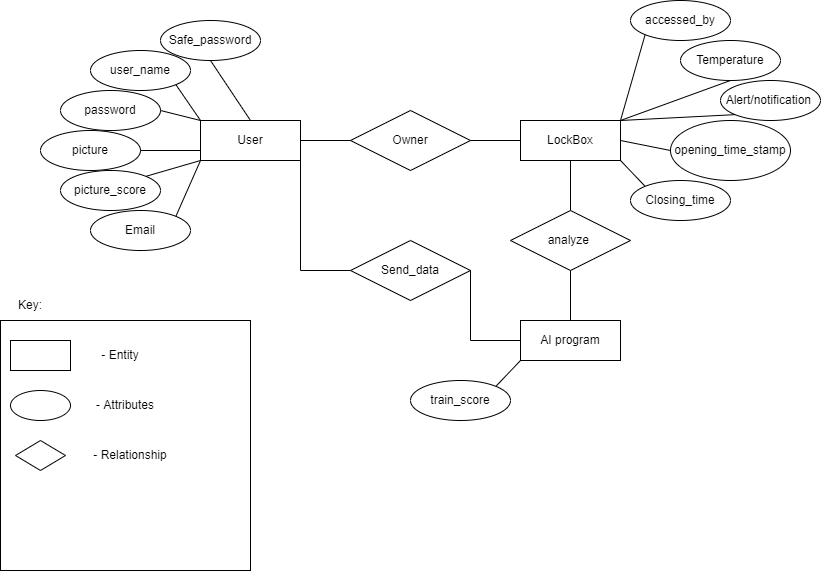 Safe_password
user_name
password
picture
picture_score
Email
User
Owner
LockBox
accessed_by
Temperature
Alert/notification
opening_time_stamp
Closing_time
analyze
Send_data
AI program
train_score
Key:
- Entity
- Attributes
- Relationship